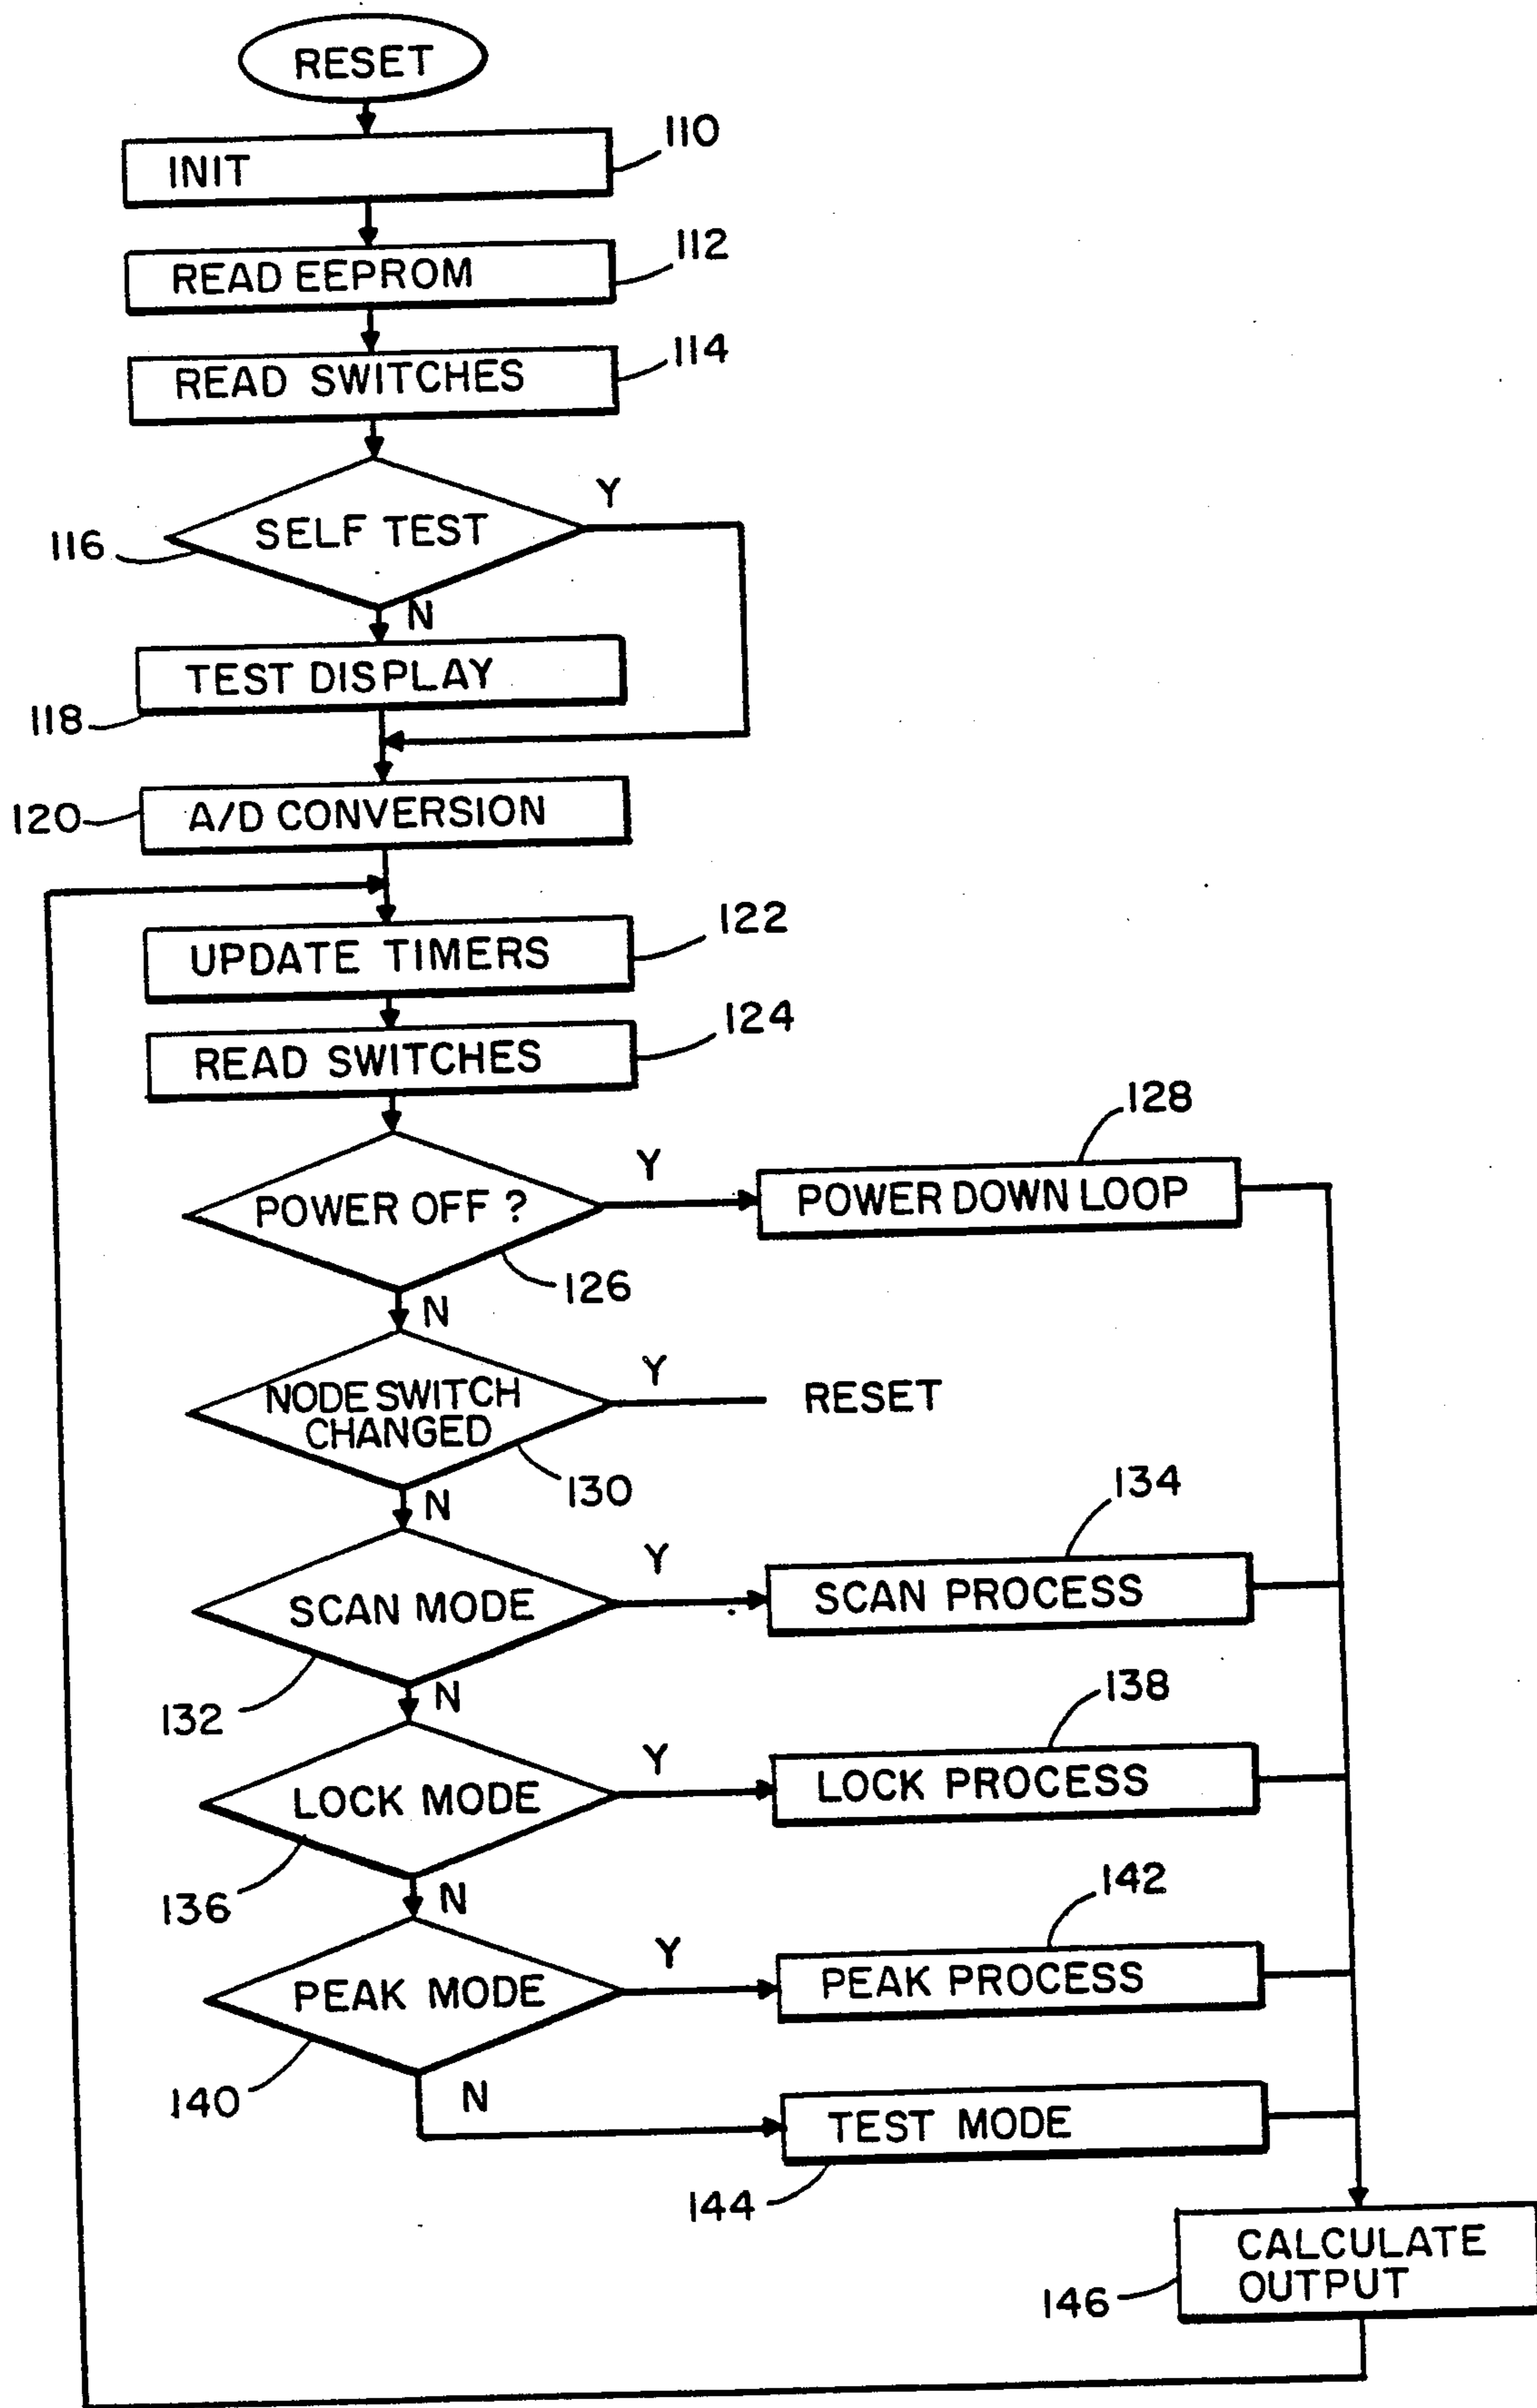 RESET
INIT
110
READ EEPROM
112
READ SWITCHES
114
SELF TEST
Y
116
N
TEST DISPLAY
118
A/D CONVERSION
120
UPDATE TIMERS
122
READ SWITCHES
124
POWER OFF ?
Y
126
POWER DOWN LOOP
128
N
NODE SWITCH
CHANGED
Y
RESET
130
N
SCAN MODE
Y
132
SCAN PROCESS
134
N
LOCK MODE
Y
136
LOCK PROCESS
138
N
PEAK MODE
Y
140
PEAK PROCESS
142
N
TEST MODE
144
CALCULATE
OUTPUT
146